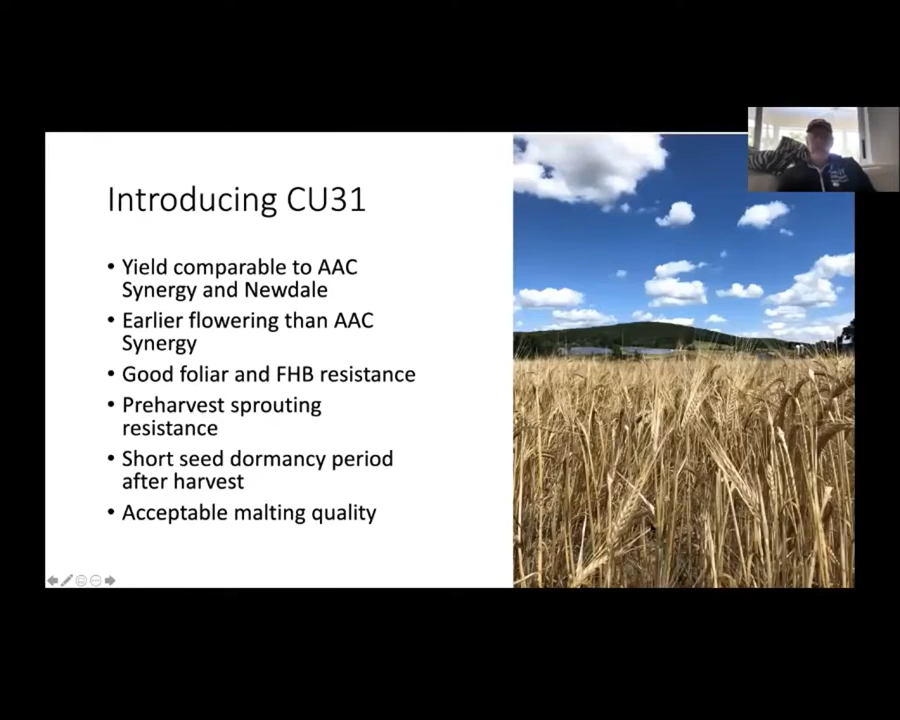 Introducing CU31
• Yield comparable to AAC
Synergy and Newdale
• Earlier flowering than AAC
Synergy
• Good foliar and FHB resistance
• Preharvest sprouting
resistance
• Short seed dormancy period
after harvest
• Acceptable malting quality